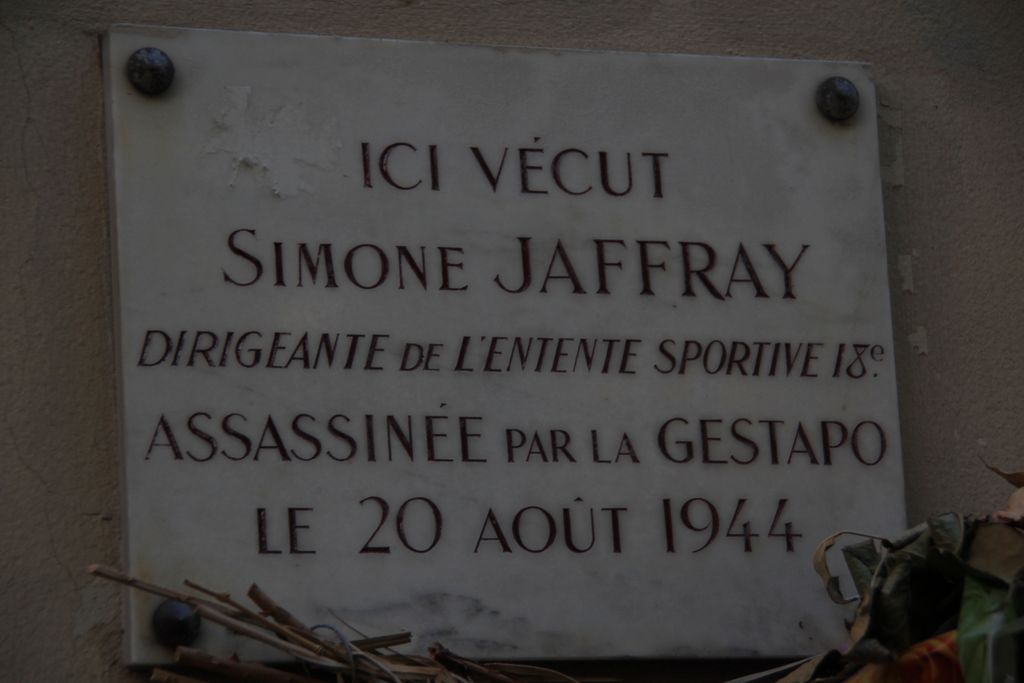 ICI VÉCUT
SIMONE JAFFRAY
DIRIGEANTE DE L'ENTENTE SPORTIVE 18e.
ASSASSINÉE PAR LA GESTAPO
LE 20 AOÛT 1944